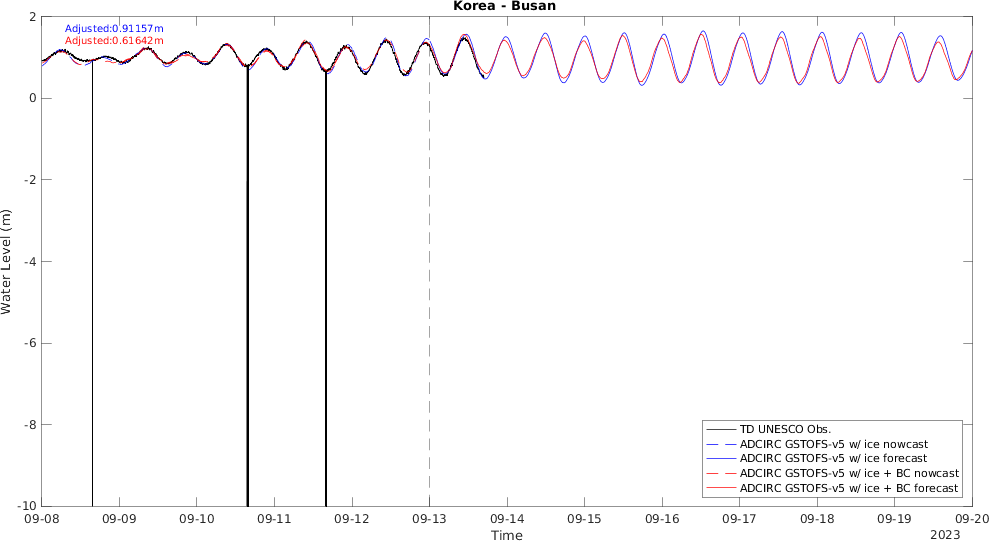 Korea - Busan
Adjusted:0.91157m
Adjusted:0.61642m
2
0
-2
-4
-6
-8
-10
Water Level (m)
TD UNESCO Obs.
ADCIRC GSTOFS-v5 w/ ice nowcast
ADCIRC GSTOFS-v5 w/ ice forecast
ADCIRC GSTOFS-v5 w/ ice + BC nowcast
ADCIRC GSTOFS-v5 w/ ice + BC forecast
09-08 09-09 09-10 09-11 09-12 09-13 09-14 09-15 09-16 09-17 09-18 09-19 09-20
Time
2023